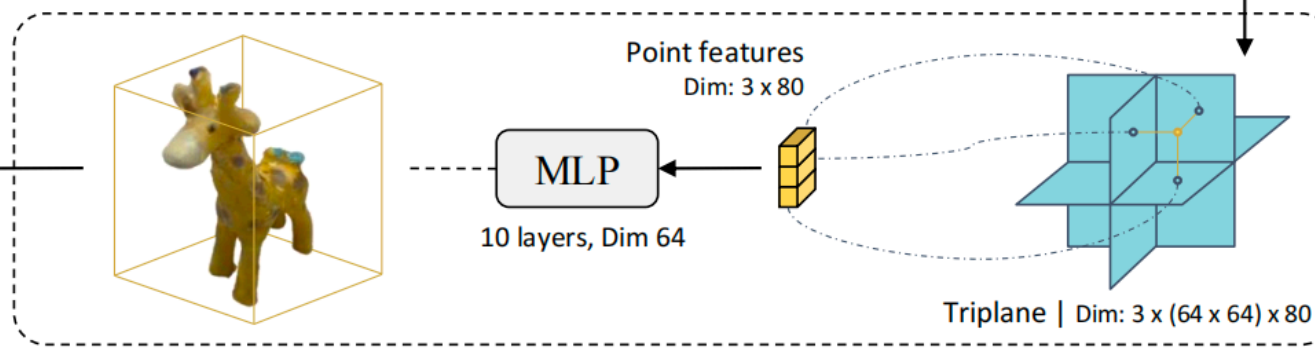 Point features
Dim: 3 x 80
MLP
10 layers, Dim 64
Triplane | Dim: 3 x (64 x 64) x 80